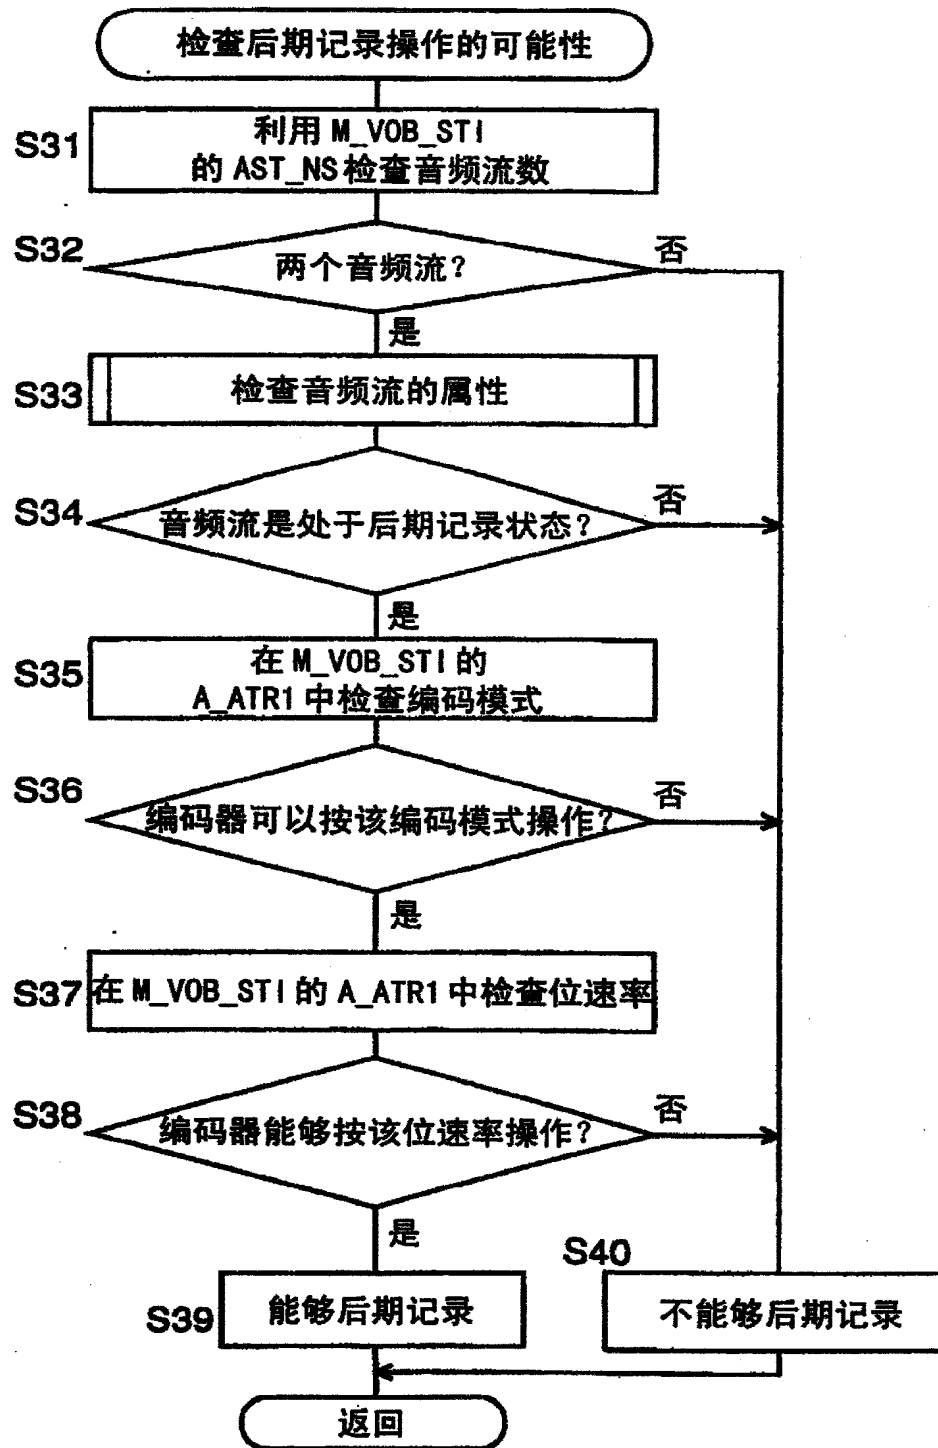 检查后期记录操作的可能性
S31
利用 M_VOB_STI
的 AST_NS 检查音频流数
S32
两个音频流?
否
是
S33
检查音频流的属性
S34
音频流是处于后期记录状态?
否
是
S35
在 M_VOB_STI 的
A_ATR1 中检查编码模式
S36
编码器可以按该编码模式操作?
否
是
S37
在 M_VOB_STI 的 A_ATR1 中检查位速率
S38
编码器能够按该位速率操作?
否
是
S39
能够后期记录
S40
不能够后期记录
返回